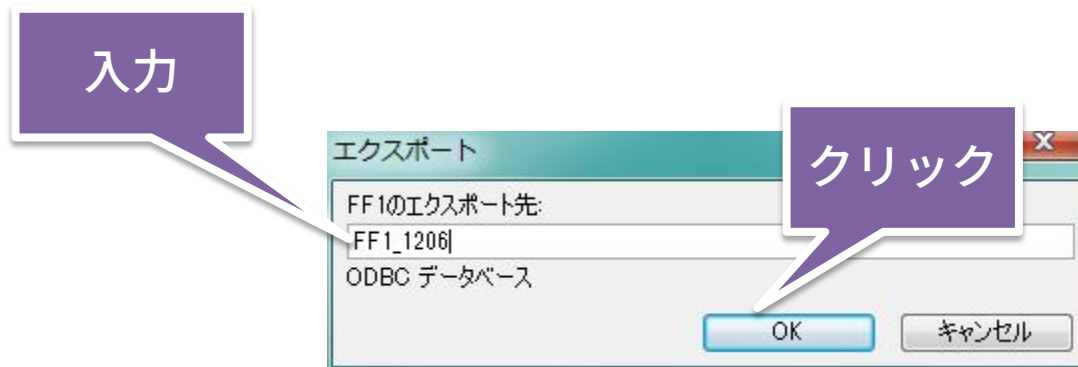 入力
クリック
エクスポート
X
FF1のエクスポート先:
FF1_1206
ODBC データベース
OK
キャンセル